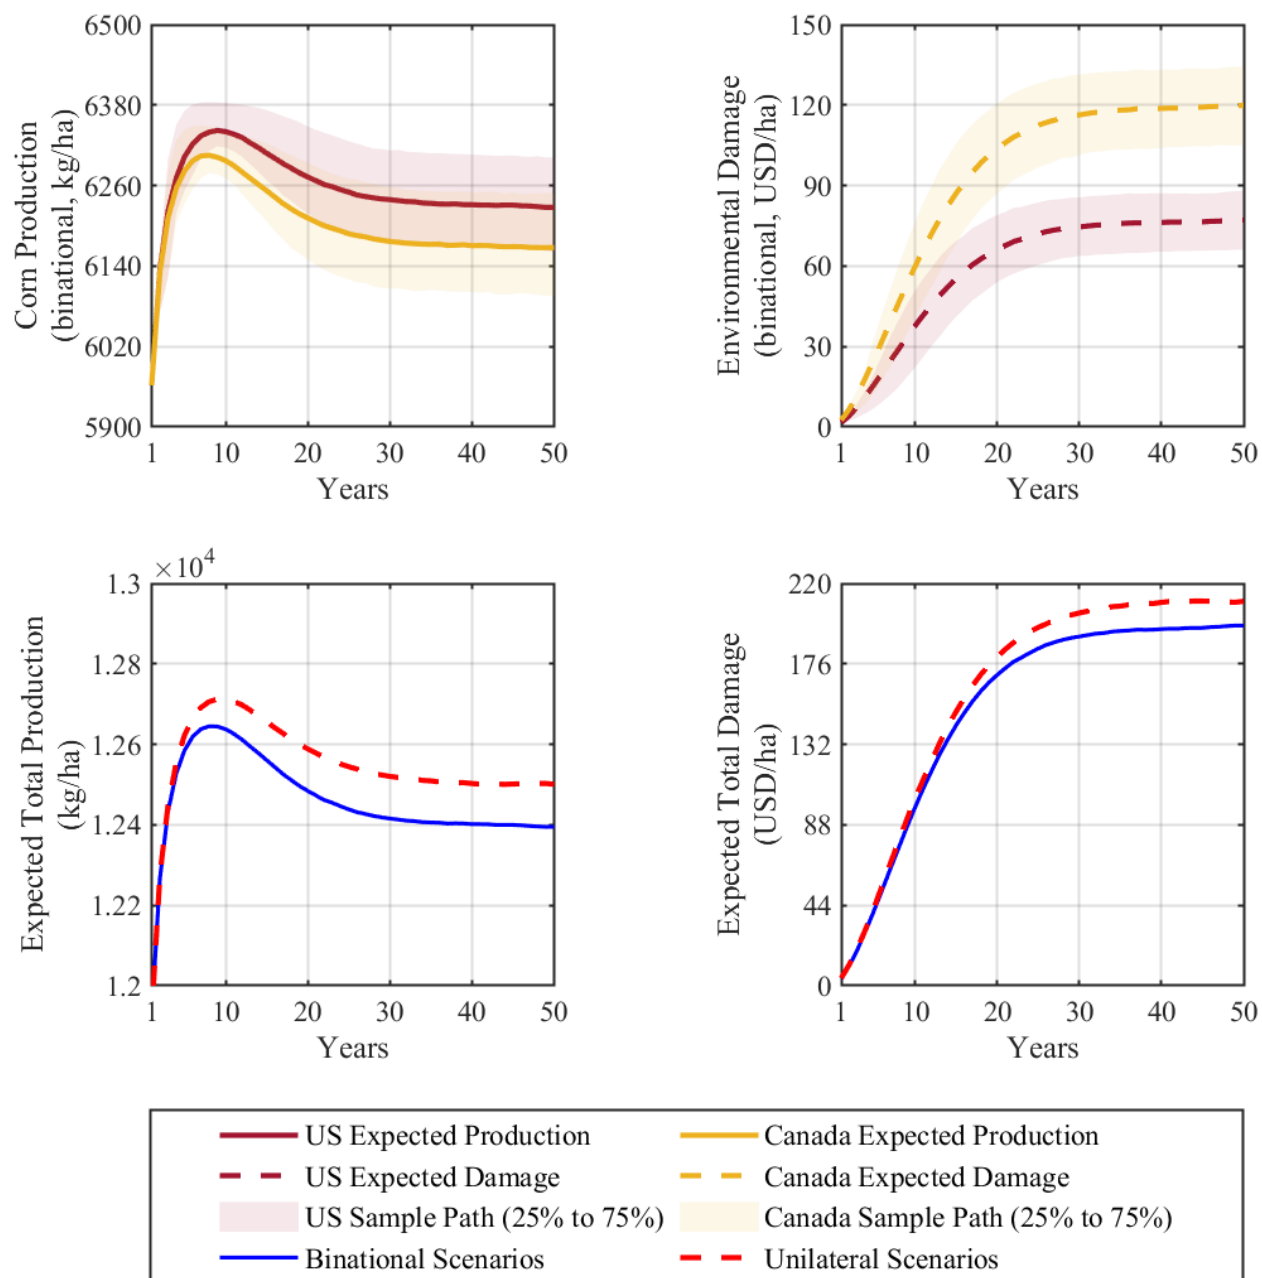 6500
6380
6260
6140
6020
5900
Corn Production
(binational, kg/ha)
1 10 20 30 40 50
Years
150
120
90
60
30
0
Environmental Damage
(binational, USD/ha)
1 10 20 30 40 50
Years
×10⁴
1.3
1.28
1.26
1.24
1.22
1.2
Expected Total Production
(kg/ha)
1 10 20 30 40 50
Years
220
176
132
88
44
0
Expected Total Damage
(USD/ha)
1 10 20 30 40 50
Years
US Expected Production
Canada Expected Production
US Expected Damage
Canada Expected Damage
US Sample Path (25% to 75%)
Canada Sample Path (25% to 75%)
Binational Scenarios
Unilateral Scenarios